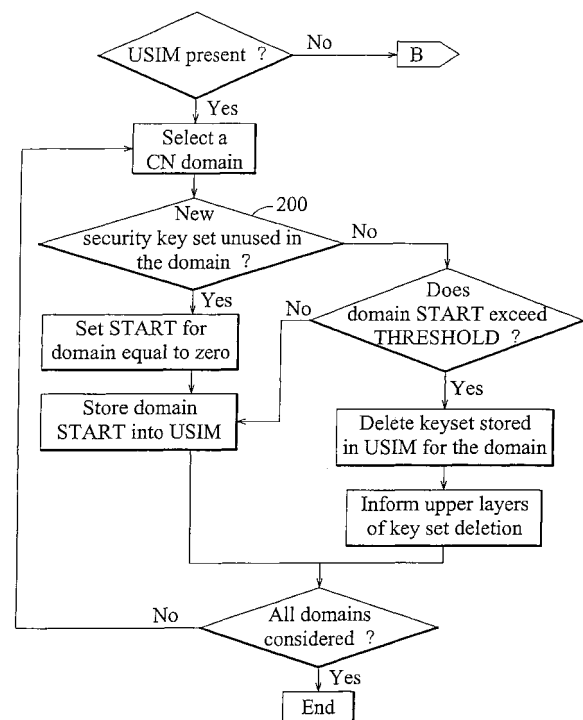 USIM present ?
No
B
Yes
Select a
CN domain
200
New
security key set unused in
the domain ?
No
Yes
Does
domain START exceed
THRESHOLD ?
No
Set START for
domain equal to zero
Yes
Store domain
START into USIM
Delete keyset stored
in USIM for the domain
Inform upper layers
of key set deletion
No
All domains
considered ?
Yes
End